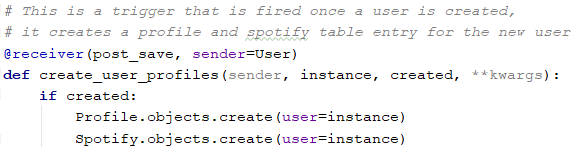 # This is a trigger that is fired once a user is created,
# it creates a profile and spotify table entry for the new user
@receiver(post_save, sender=User)
def create_user_profiles(sender, instance, created, **kwargs):
    if created:
        Profile.objects.create(user=instance)
        Spotify.objects.create(user=instance)